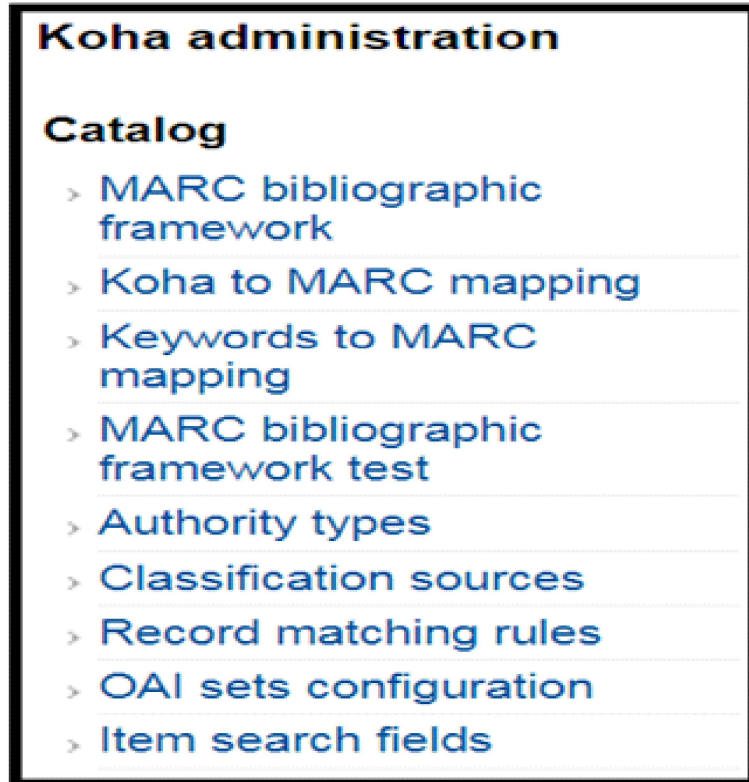 Koha administration
Catalog
MARC bibliographic
framework
Koha to MARC mapping
Keywords to MARC
mapping
MARC bibliographic
framework test
Authority types
Classification sources
Record matching rules
OAI sets configuration
Item search fields